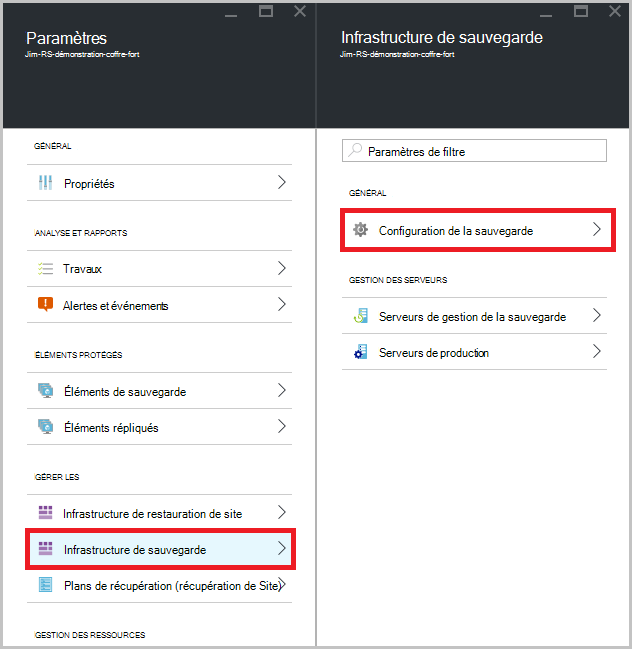 Paramètres
Jim-RS-démonstration-coffre-fort
GÉNÉRAL
Propriétés
ANALYSE ET RAPPORTS
Travaux
Alertes et événements
ÉLÉMENTS PROTÉGÉS
Éléments de sauvegarde
Éléments répliqués
GÉRER LES
Infrastructure de restauration de site
Infrastructure de sauvegarde
Plans de récupération (récupération de Site)
GESTION DES RESSOURCES
Infrastructure de sauvegarde
Jim-RS-démonstration-coffre-fort
Paramètres de filtre
GÉNÉRAL
Configuration de la sauvegarde
GESTION DES SERVEURS
Serveurs de gestion de la sauvegarde
Serveurs de production